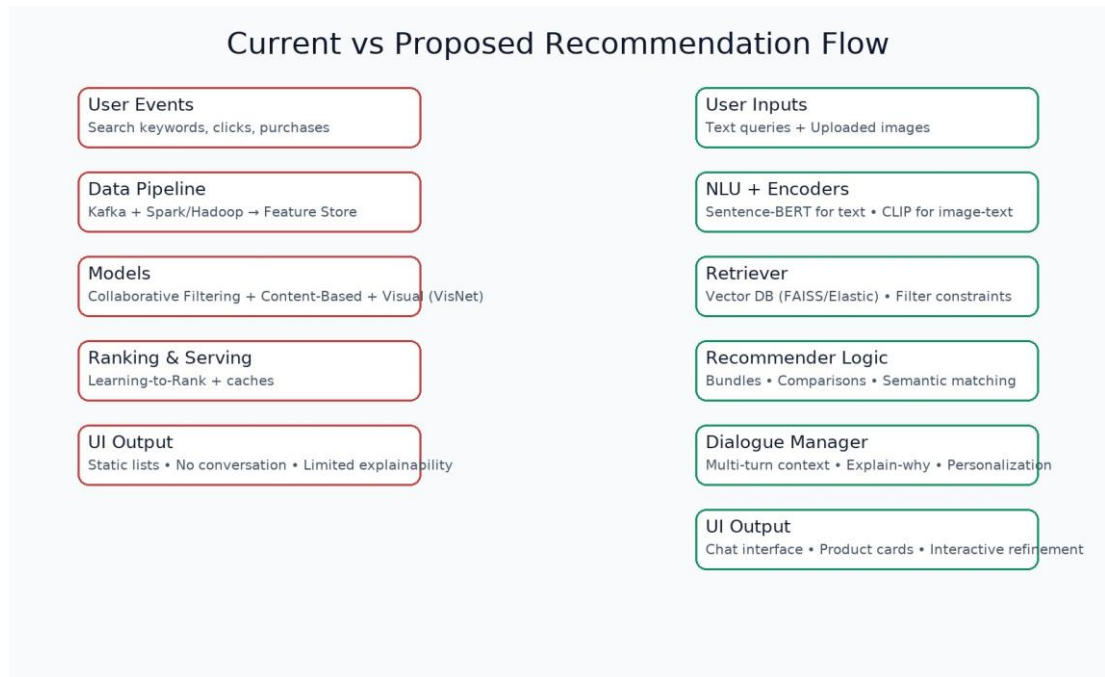 Current vs Proposed Recommendation Flow
User Events
Search keywords, clicks, purchases
Data Pipeline
Kafka + Spark/Hadoop → Feature Store
Models
Collaborative Filtering + Content-Based + Visual (VisNet)
Ranking & Serving
Learning-to-Rank + caches
UI Output
Static lists • No conversation • Limited explainability
User Inputs
Text queries + Uploaded images
NLU + Encoders
Sentence-BERT for text • CLIP for image-text
Retriever
Vector DB (FAISS/Elastic) • Filter constraints
Recommender Logic
Bundles • Comparisons • Semantic matching
Dialogue Manager
Multi-turn context • Explain-why • Personalization
UI Output
Chat interface • Product cards • Interactive refinement